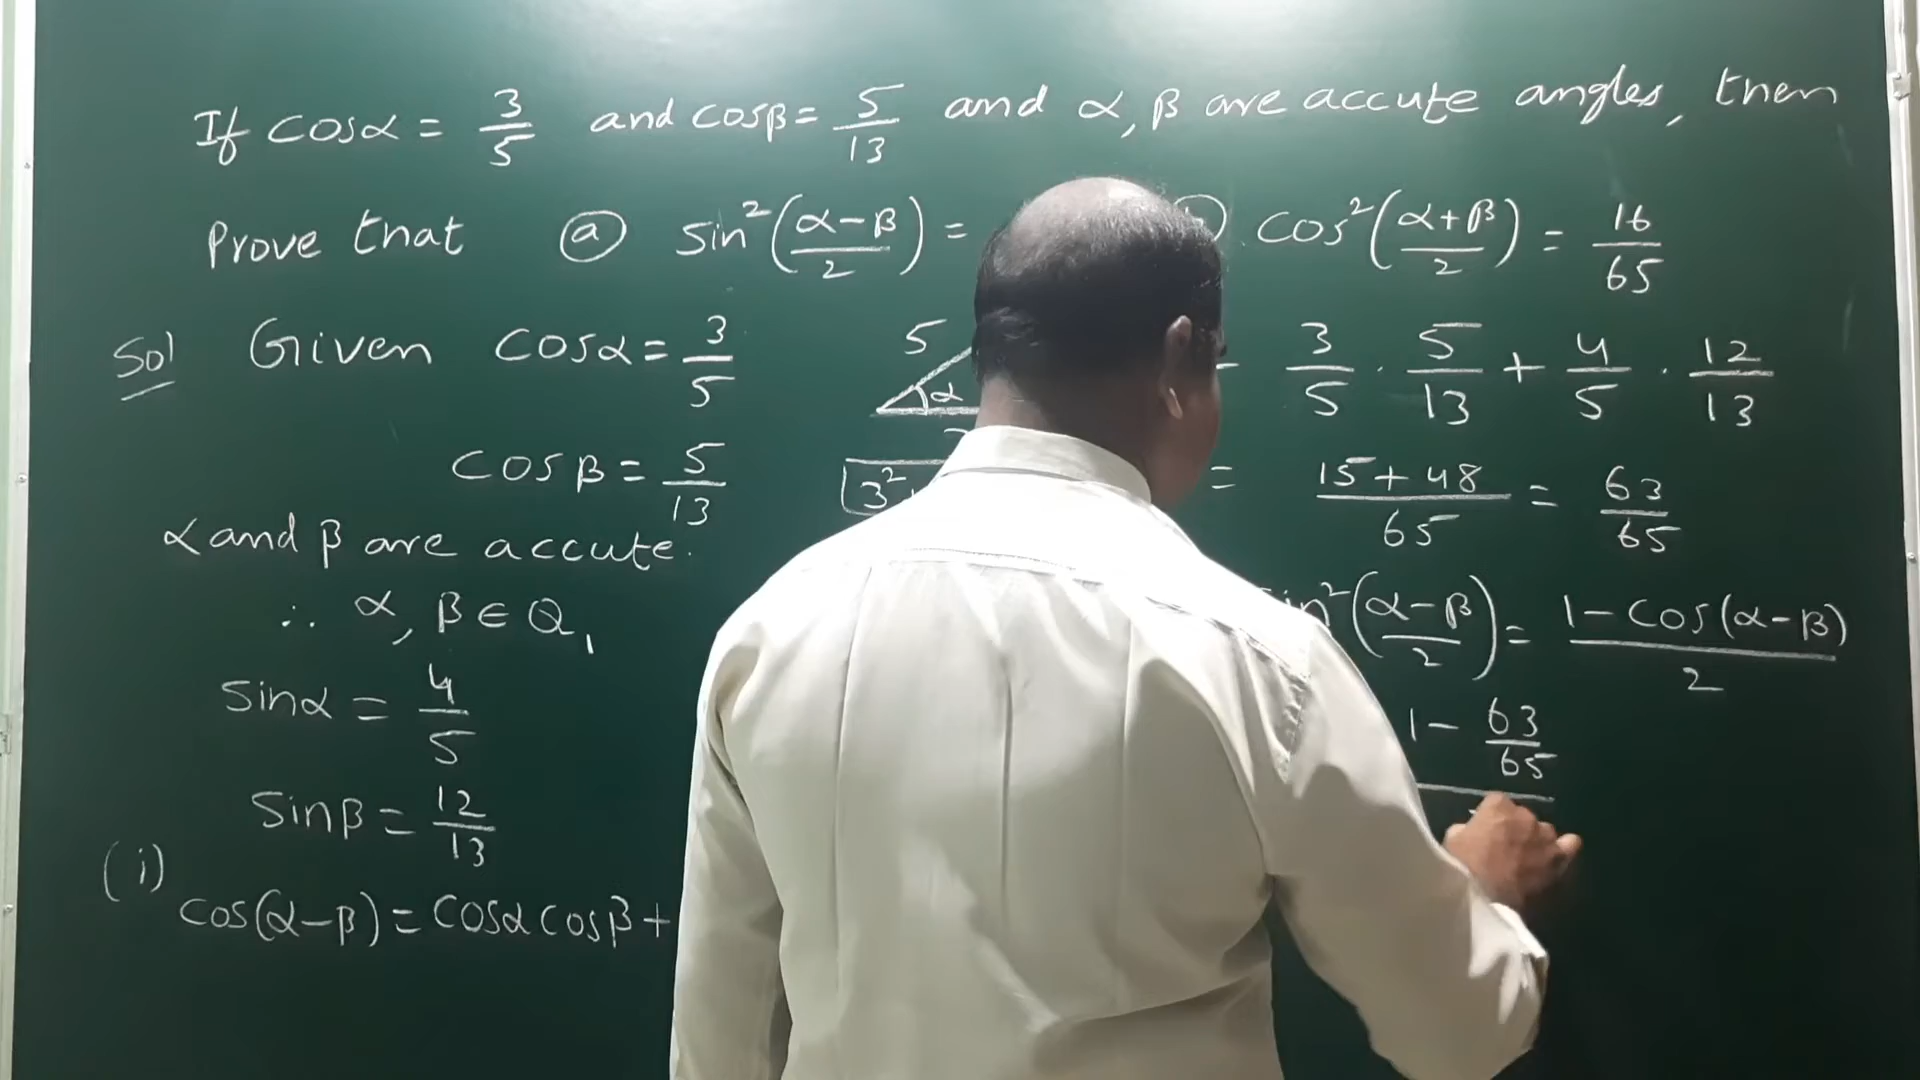 If cosα = 3/5 and cosβ = 5/13 and α, β are accute angles, then
Prove that (a) sin²((α-β)/2) = cos²((α+β)/2) = 16/65
Sol Given cosα = 3/5
cosβ = 5/13
α and β are accute.
∴ α, β ∈ Q₁
sinα = 4/5
sinβ = 12/13
(i)
cos(α-β) = cosα cosβ +
5
α
3²
3/5 · 5/13 + 4/5 · 12/13
= (15+48)/65 = 63/65
sin²((α-β)/2) = (1 - cos(α-β))/2
1 - 63/65